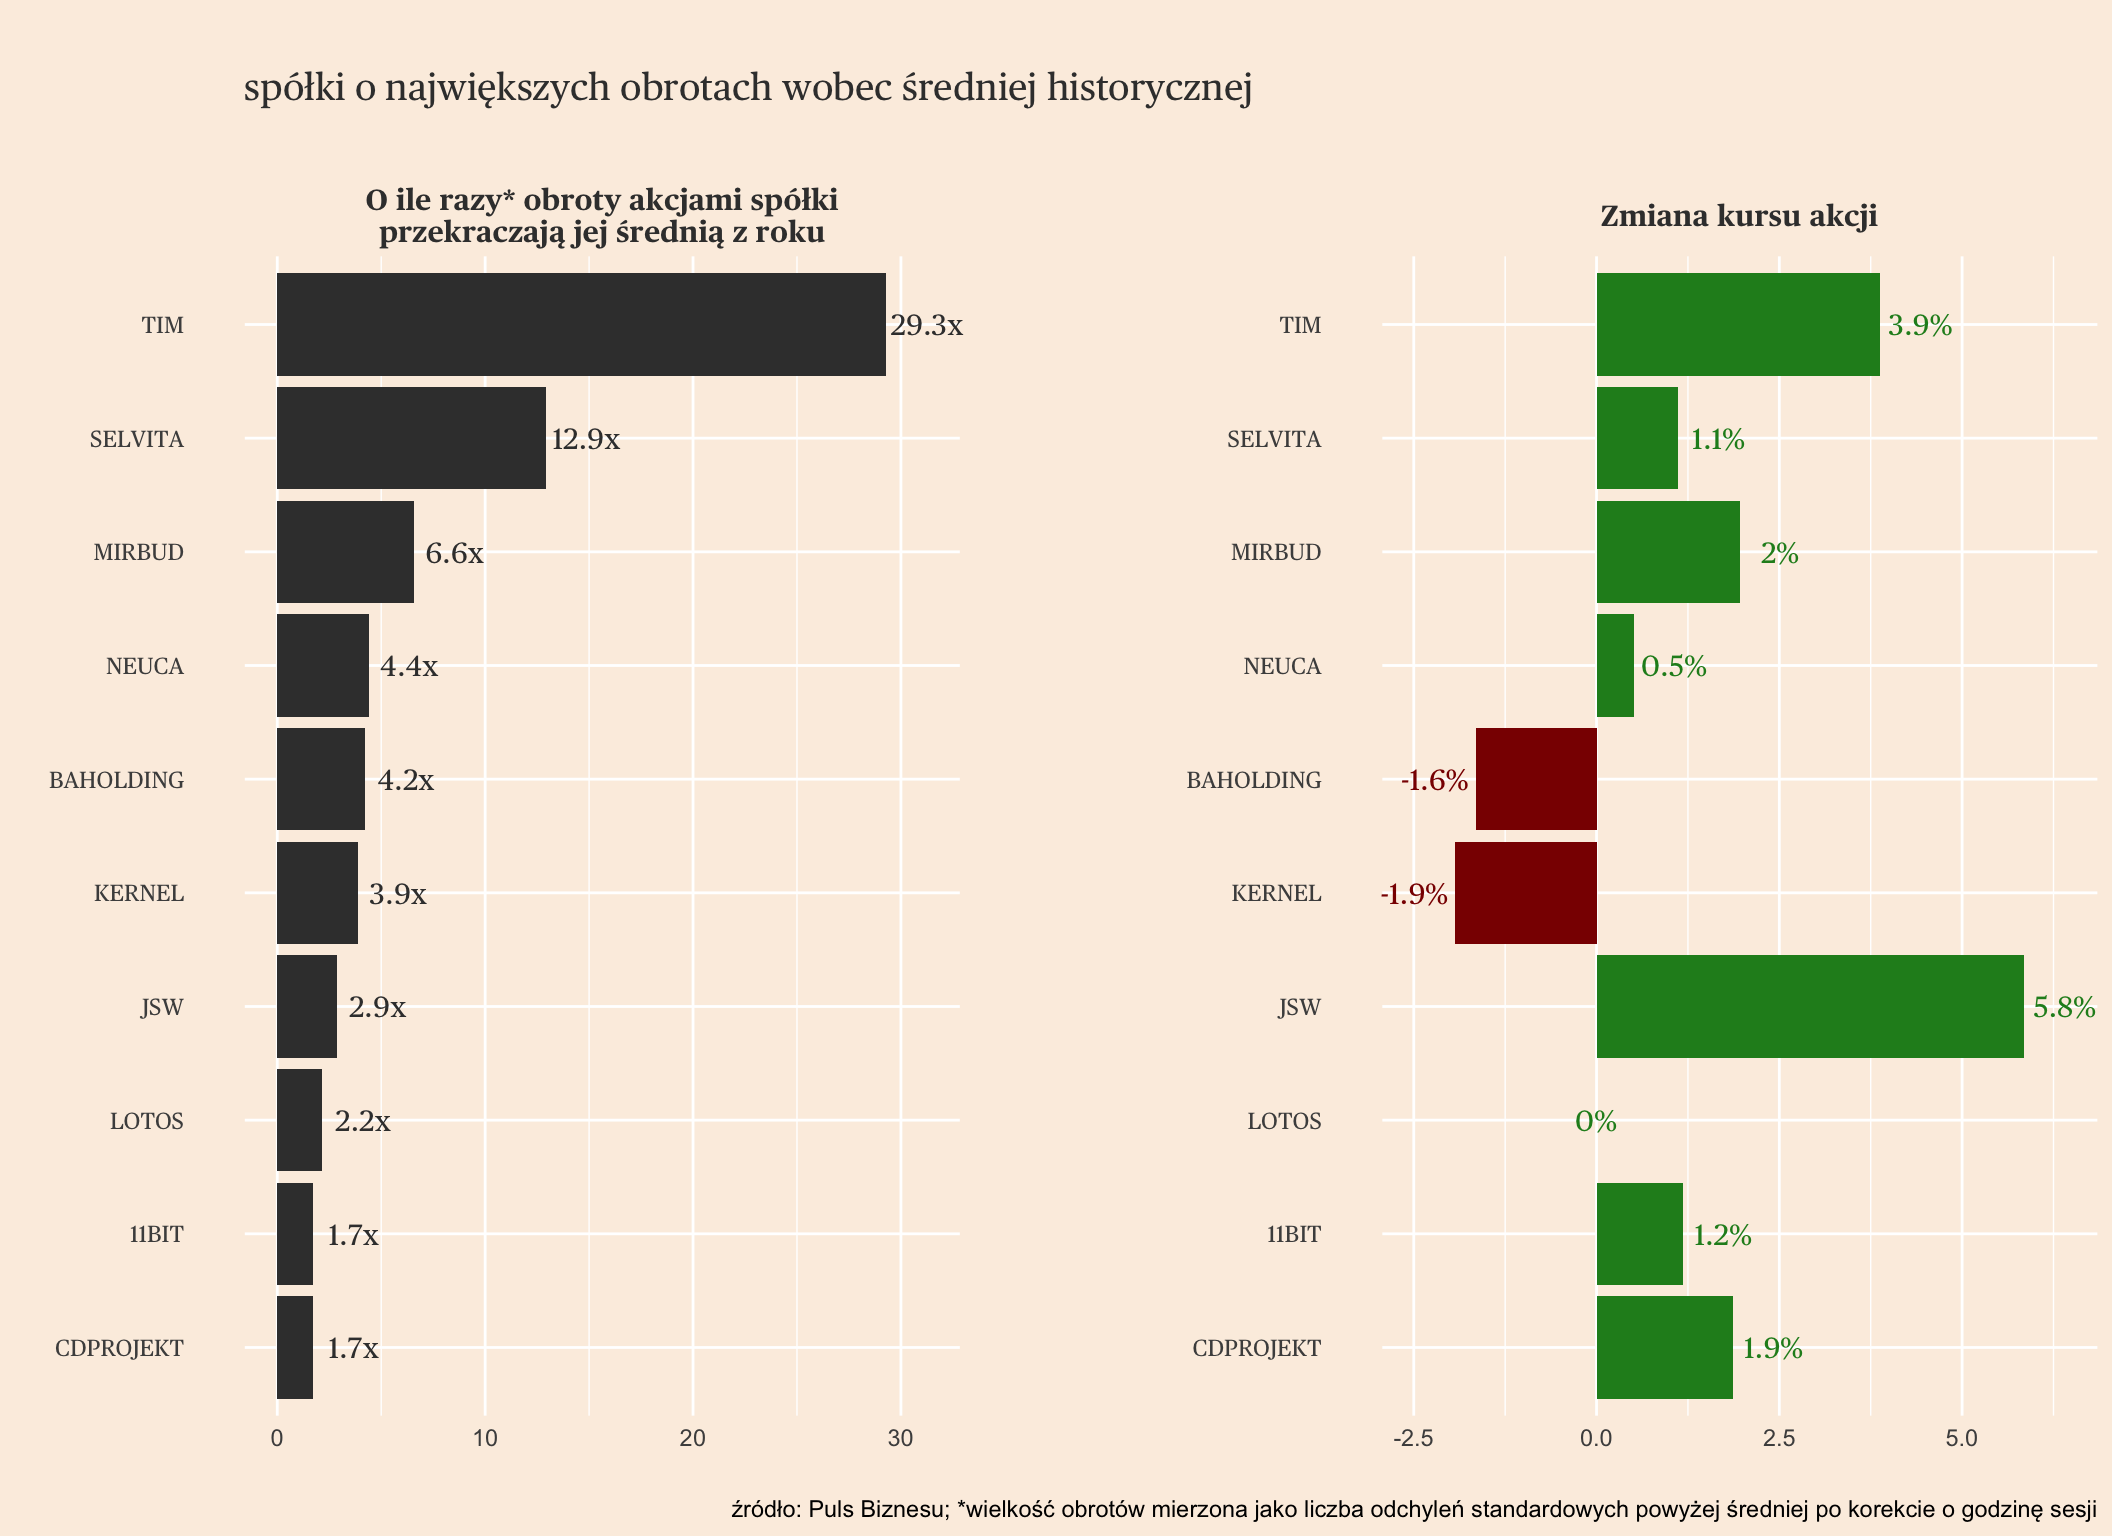 spółki o największych obrotach wobec średniej historycznej
O ile razy* obroty akcjami spółki
przekraczają jej średnią z roku
TIM
29.3x
SELVITA
12.9x
MIRBUD
6.6x
NEUCA
4.4x
BAHOLDING
4.2x
KERNEL
3.9x
JSW
2.9x
LOTOS
2.2x
11BIT
1.7x
CDPROJEKT
1.7x
0 10 20 30
Zmiana kursu akcji
TIM
3.9%
SELVITA
1.1%
MIRBUD
2%
NEUCA
0.5%
BAHOLDING
-1.6%
KERNEL
-1.9%
JSW
5.8%
LOTOS
0%
11BIT
1.2%
CDPROJEKT
1.9%
-2.5 0.0 2.5 5.0
źródło: Puls Biznesu; *wielkość obrotów mierzona jako liczba odchyleń standardowych powyżej średniej po korekcie o godzinę sesji